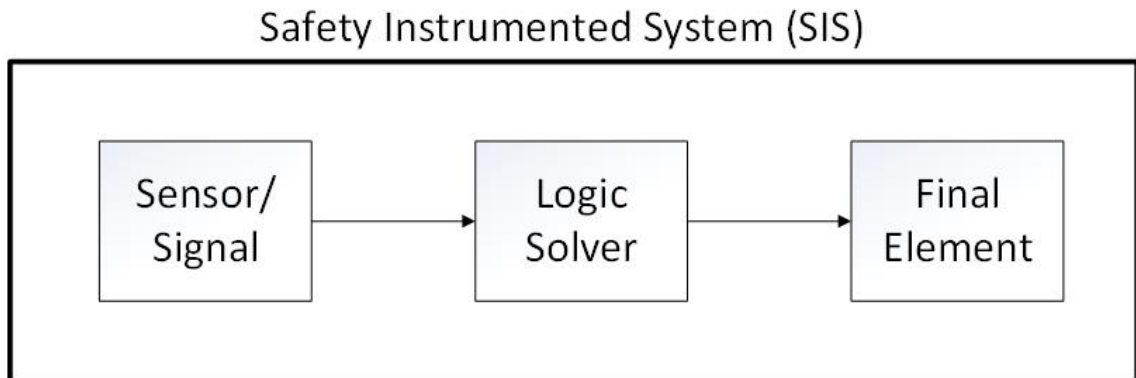 Safety Instrumented System (SIS)
Sensor/
Signal
Logic
Solver
Final
Element